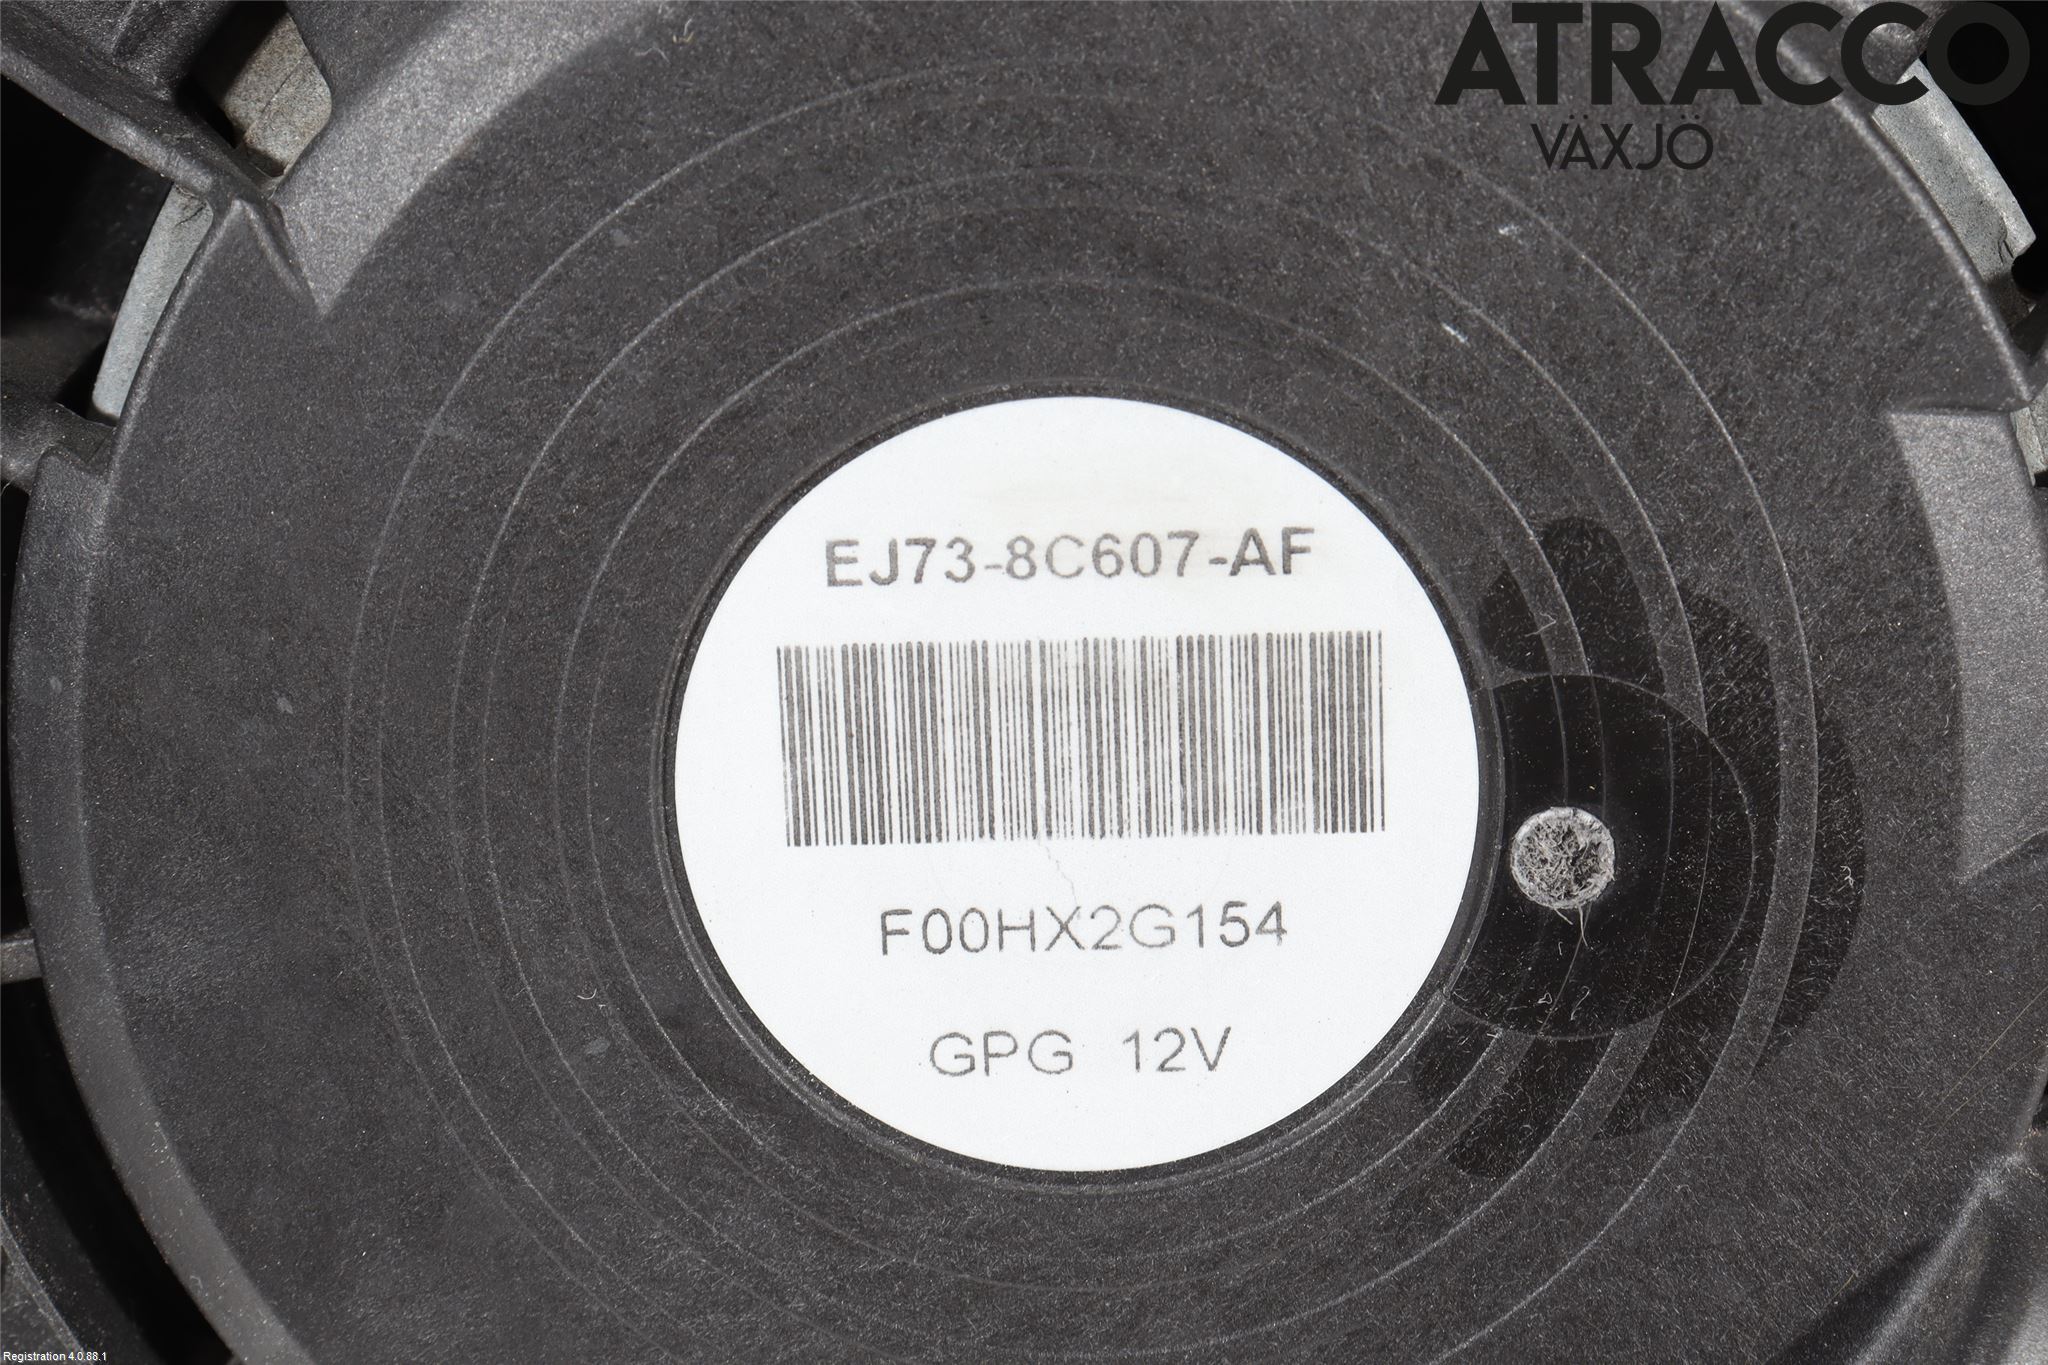 ATRACCO
VÄXJÖ
EJ73-8C607-AF
F00HX2G154
GPG 12V
Registration 4.0.88.1